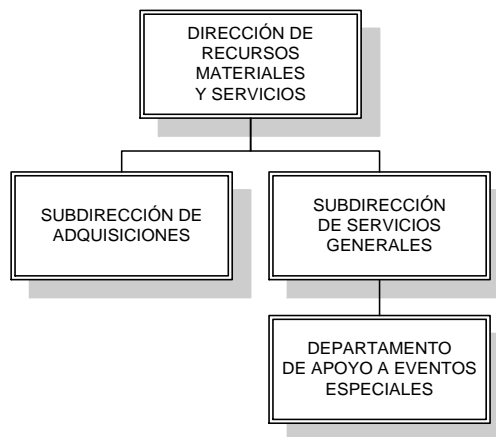 DIRECCIÓN DE
RECURSOS
MATERIALES
Y SERVICIOS
SUBDIRECCIÓN DE
ADQUISICIONES
SUBDIRECCIÓN
DE SERVICIOS
GENERALES
DEPARTAMENTO
DE APOYO A EVENTOS
ESPECIALES